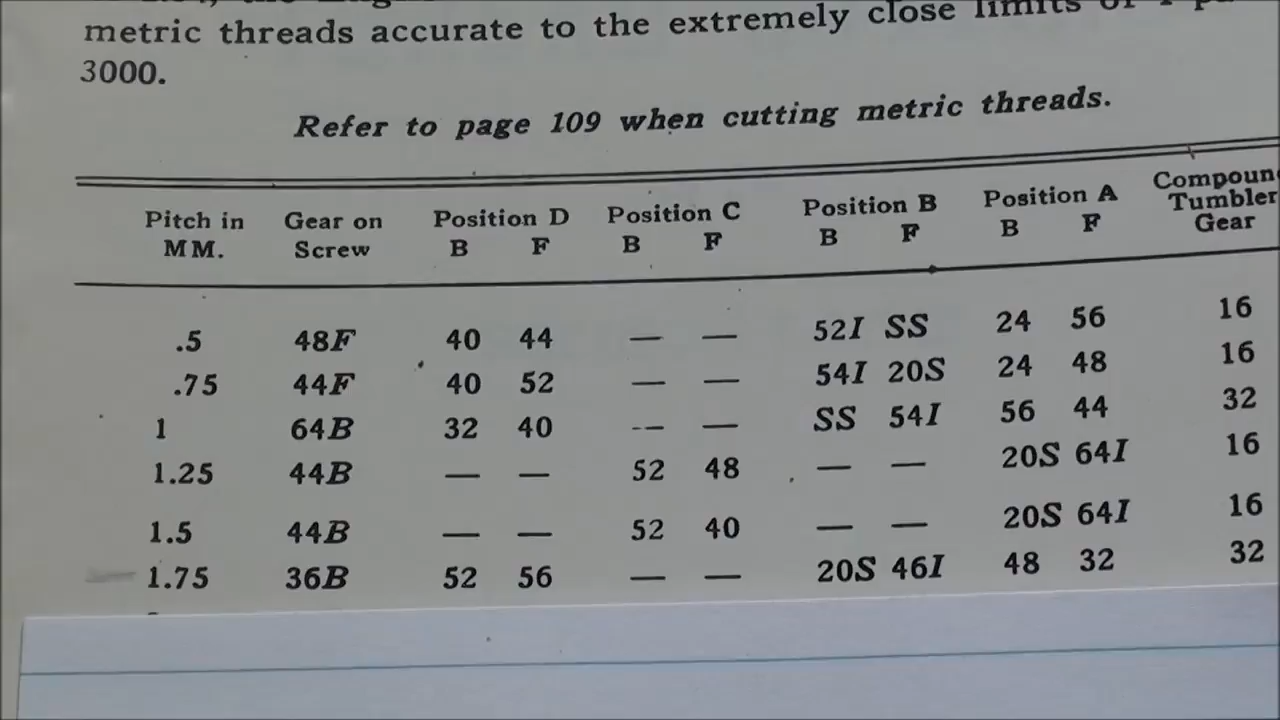 metric threads accurate to the extremely close limits of 1
3000.
Refer to page 109 when cutting metric threads.
Pitch in MM. Gear on Screw Position D B F Position C B F Position B B F Position A B F Compoun Tumbler Gear
.5 48F 40 44 — — 52I SS 24 56 16
.75 44F 40 52 — — 54I 20S 24 48 16
1 64B 32 40 -- — SS 54I 56 44 32
1.25 44B — — 52 48 — — 20S 64I 16
1.5 44B — — 52 40 — — 20S 64I 16
1.75 36B 52 56 — — 20S 46I 48 32 32